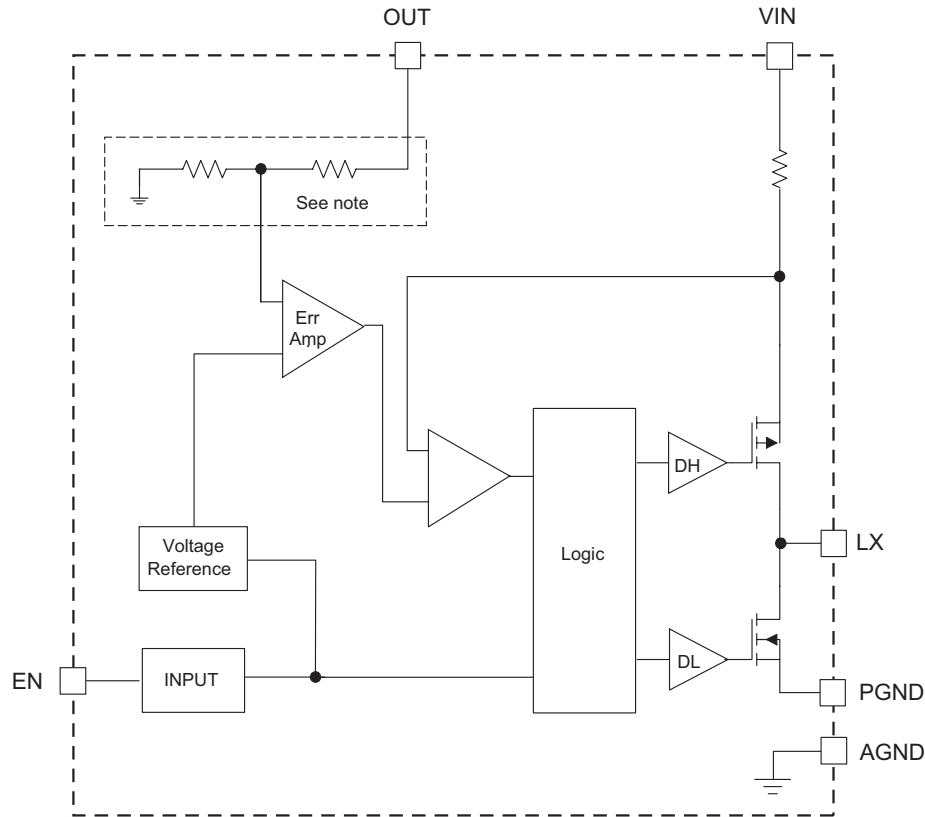 OUT
VIN
See note
Err
Amp
DH
Voltage
Reference
Logic
LX
DL
EN
INPUT
PGND
AGND